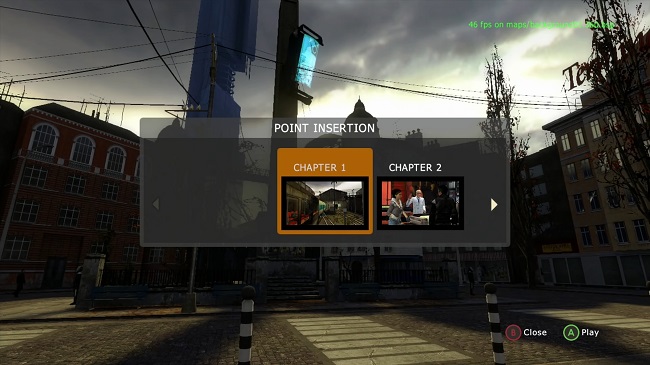 POINT INSERTION
CHAPTER 1
CHAPTER 2
B Close
A Play